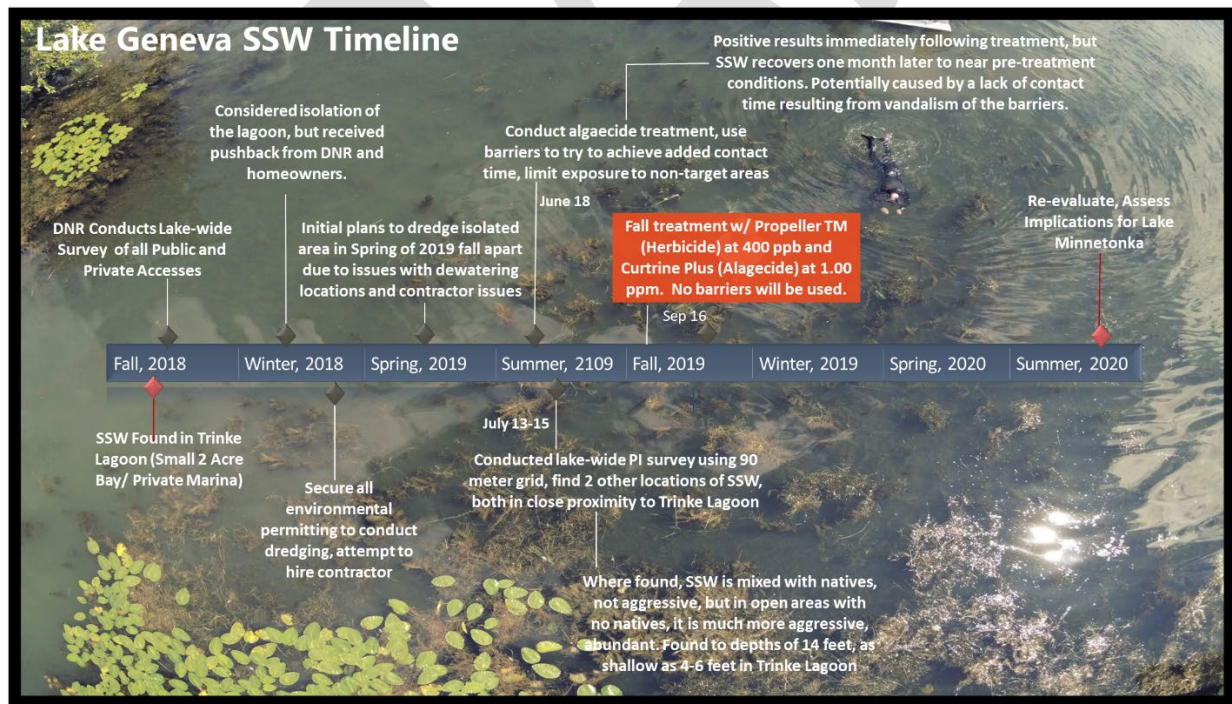 Lake Geneva SSW Timeline
Positive results immediately following treatment, but
SSW recovers one month later to near pre-treatment
conditions. Potentially caused by a lack of contact
time resulting from vandalism of the barriers.
Considered isolation of
the lagoon, but received
pushback from DNR and
homeowners.
Conduct algaecide treatment, use
barriers to try to achieve added contact
time, limit exposure to non-target areas
June 18
DNR Conducts Lake-wide
Survey of all Public and
Private Accesses
Initial plans to dredge isolated
area in Spring of 2019 fall apart
due to issues with dewatering
locations and contractor issues
Fall treatment w/ Propeller TM
(Herbicide) at 400 ppb and
Curtrine Plus (Alagecide) at 1.00
ppm. No barriers will be used.
Sep 16
Re-evaluate, Assess
Implications for Lake
Minnetonka
Fall, 2018
Winter, 2018
Spring, 2019
Summer, 2109
Fall, 2019
Winter, 2019
Spring, 2020
Summer, 2020
SSW Found in Trinke
Lagoon (Small 2 Acre
Bay/ Private Marina)
Secure all
environmental
permitting to conduct
dredging, attempt to
hire contractor
July 13-15
Conducted lake-wide PI survey using 90
meter grid, find 2 other locations of SSW,
both in close proximity to Trinke Lagoon
Where found, SSW is mixed with natives,
not aggressive, but in open areas with
no natives, it is much more aggressive,
abundant. Found to depths of 14 feet, as
shallow as 4-6 feet in Trinke Lagoon